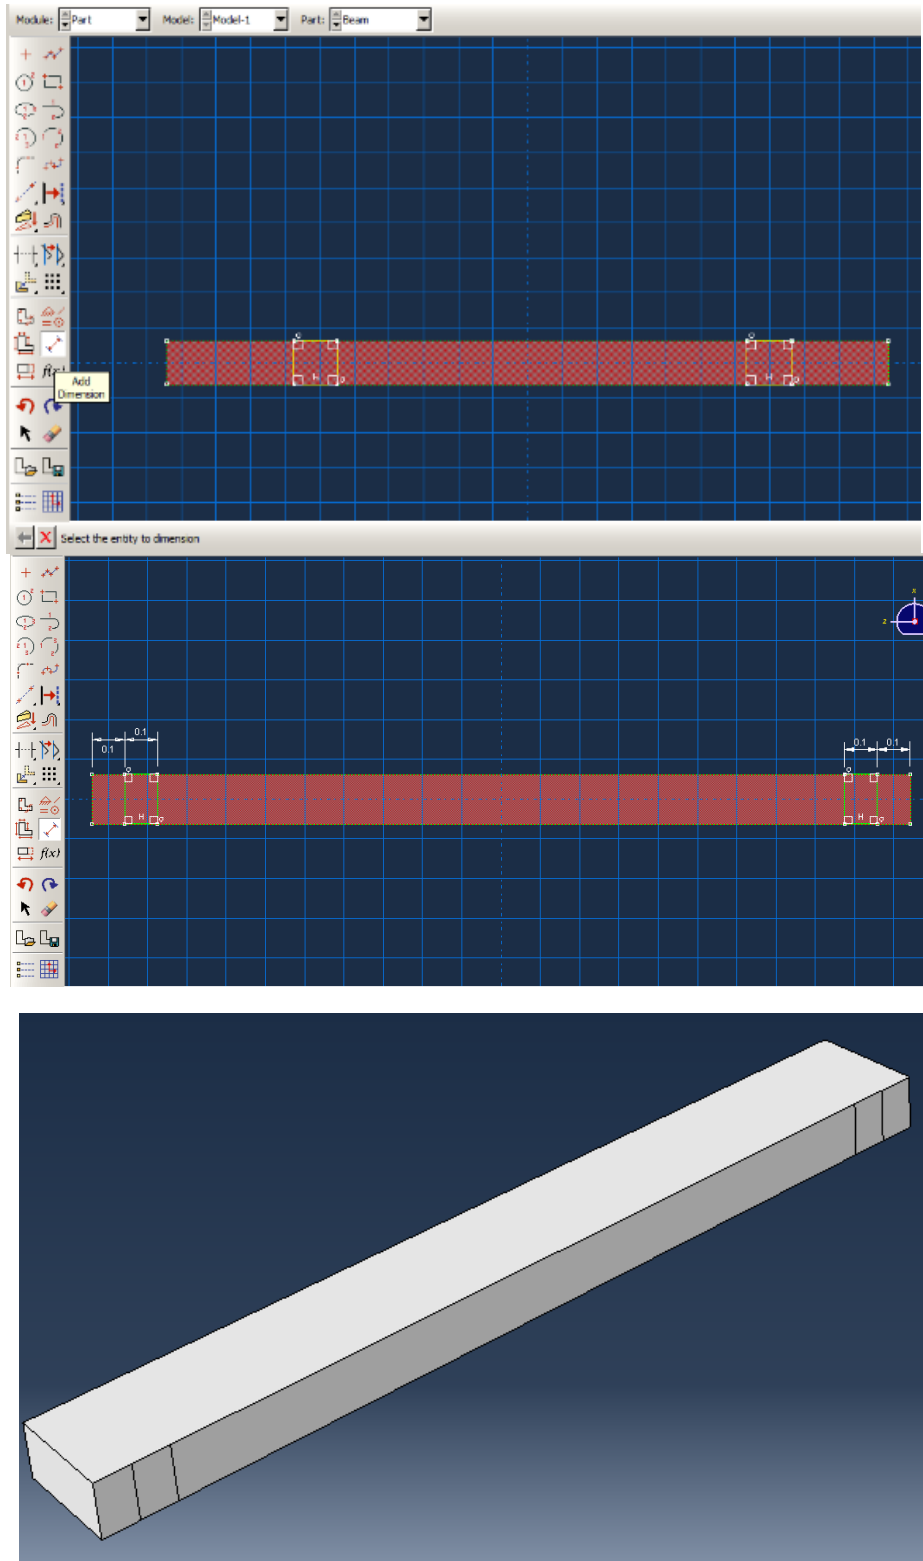 Module: Part Model: Model-1 Part: Beam
H H
f(x)
Add
Dimension
Select the entity to dimension
x
z
0.1 0.1 0.1 0.1
H H
f(x)